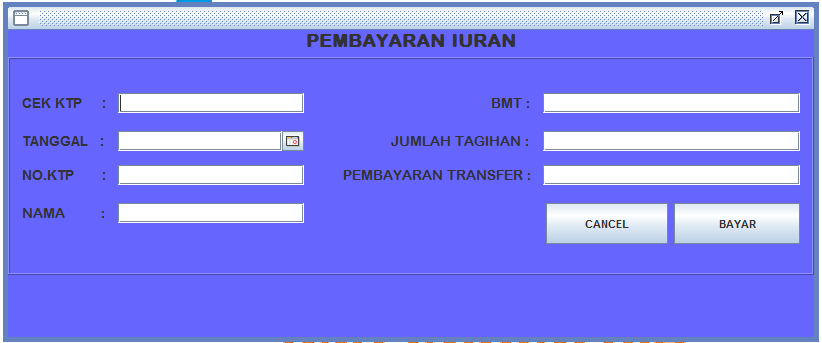 PEMBAYARAN IURAN
CEK KTP :
BMT :
TANGGAL :
JUMLAH TAGIHAN :
NO.KTP :
PEMBAYARAN TRANSFER :
NAMA :
CANCEL
BAYAR